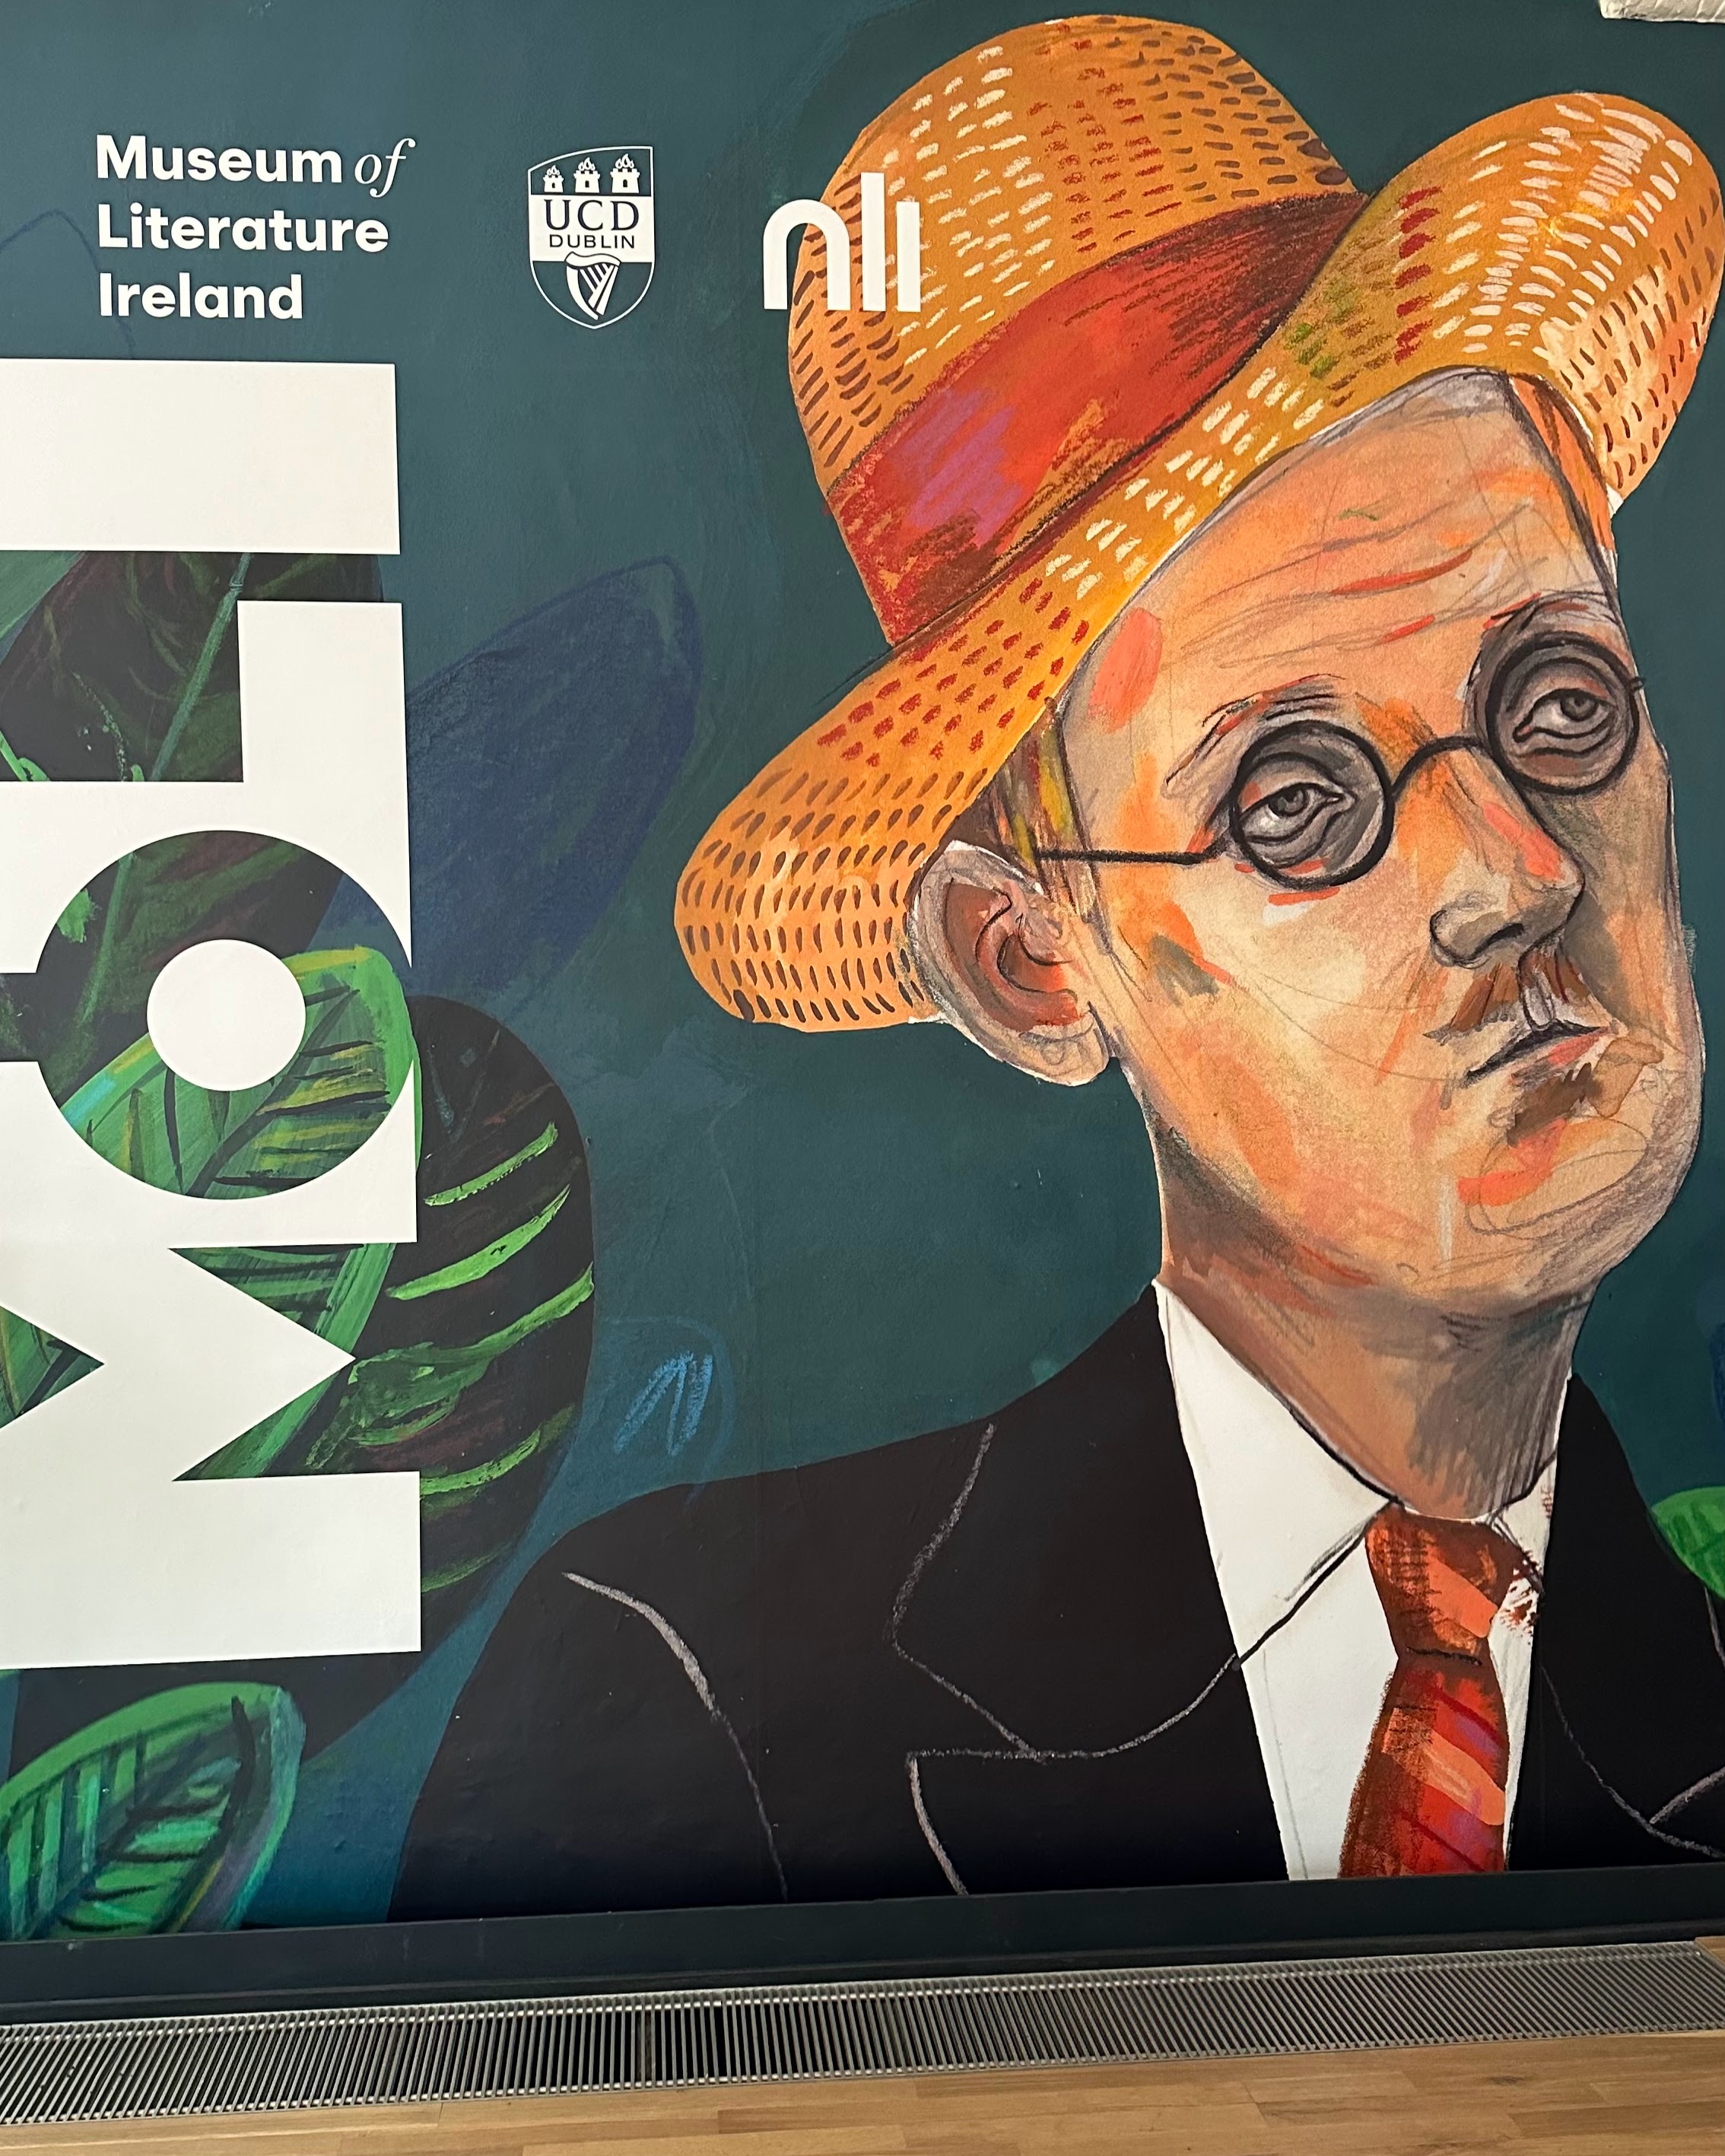 Museum of
Literature
Ireland
UCD
DUBLIN
nli
MoLI